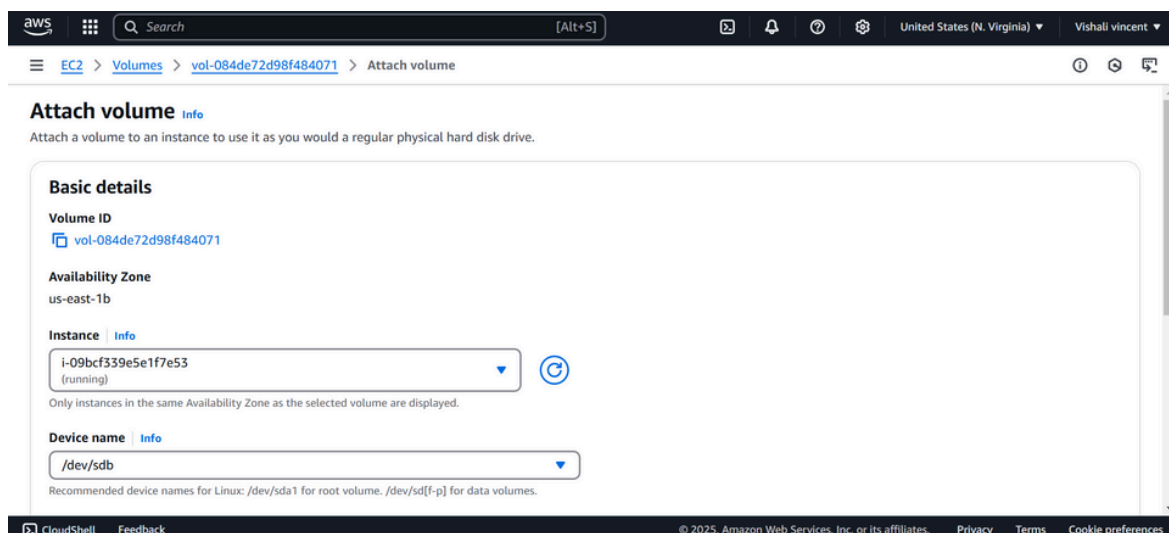 aws Search [Alt+S] United States (N. Virginia) Vishali vincent
EC2 > Volumes > vol-084de72d98f484071 > Attach volume
Attach volume Info
Attach a volume to an instance to use it as you would a regular physical hard disk drive.
Basic details
Volume ID
vol-084de72d98f484071
Availability Zone
us-east-1b
Instance Info
i-09bcf339e5e1f7e53
(running)
Only instances in the same Availability Zone as the selected volume are displayed.
Device name Info
/dev/sdb
Recommended device names for Linux: /dev/sda1 for root volume. /dev/sd[f-p] for data volumes.
CloudShell Feedback © 2025, Amazon Web Services, Inc. or its affiliates. Privacy Terms Cookie preferences